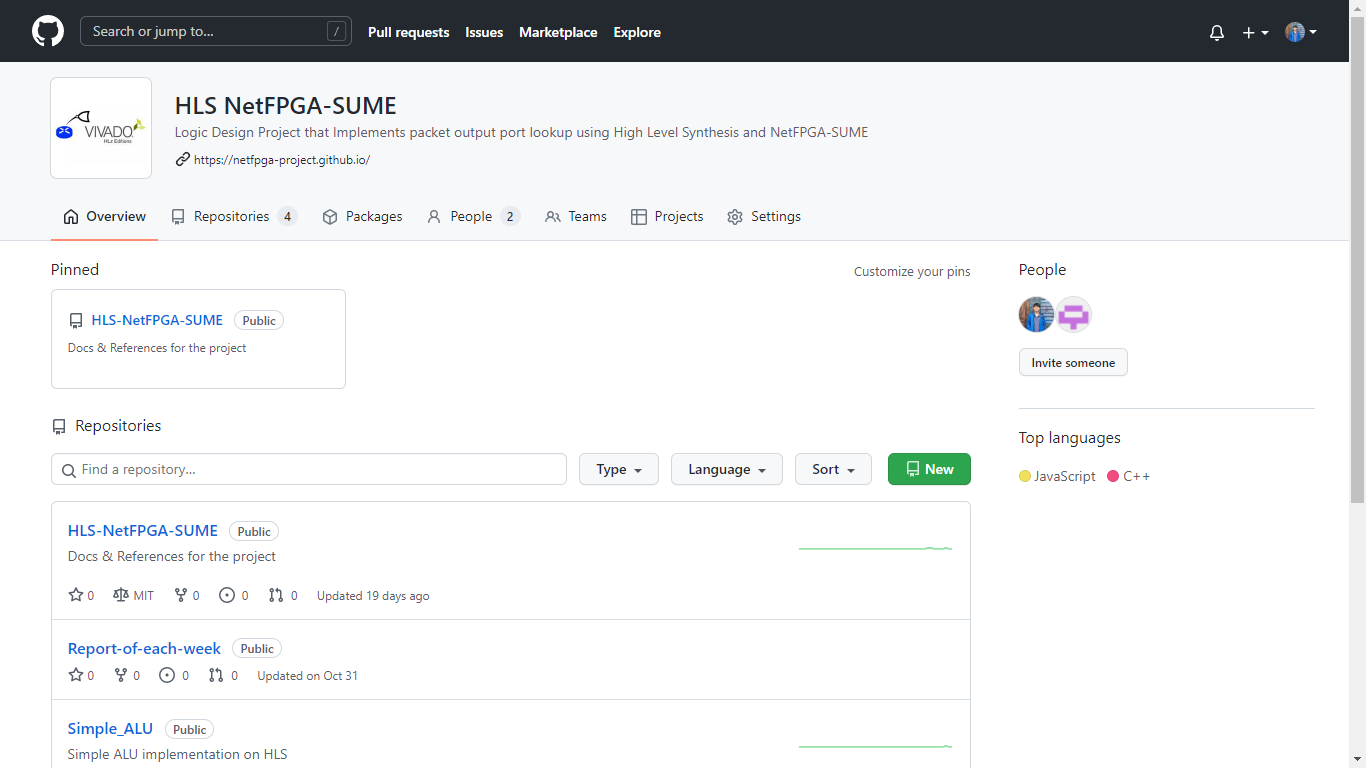 Search or jump to... /
Pull requests Issues Marketplace Explore
VIVADO
HLx Editions
HLS NetFPGA-SUME
Logic Design Project that Implements packet output port lookup using High Level Synthesis and NetFPGA-SUME
https://netfpga-project.github.io/
Overview Repositories 4 Packages People 2 Teams Projects Settings
Pinned Customize your pins
HLS-NetFPGA-SUME Public
Docs & References for the project
People
Invite someone
Repositories
Top languages
JavaScript C++
Find a repository... Type Language Sort New
HLS-NetFPGA-SUME Public
Docs & References for the project
0 MIT 0 0 0 Updated 19 days ago
Report-of-each-week Public
0 0 0 0 Updated on Oct 31
Simple_ALU Public
Simple ALU implementation on HLS